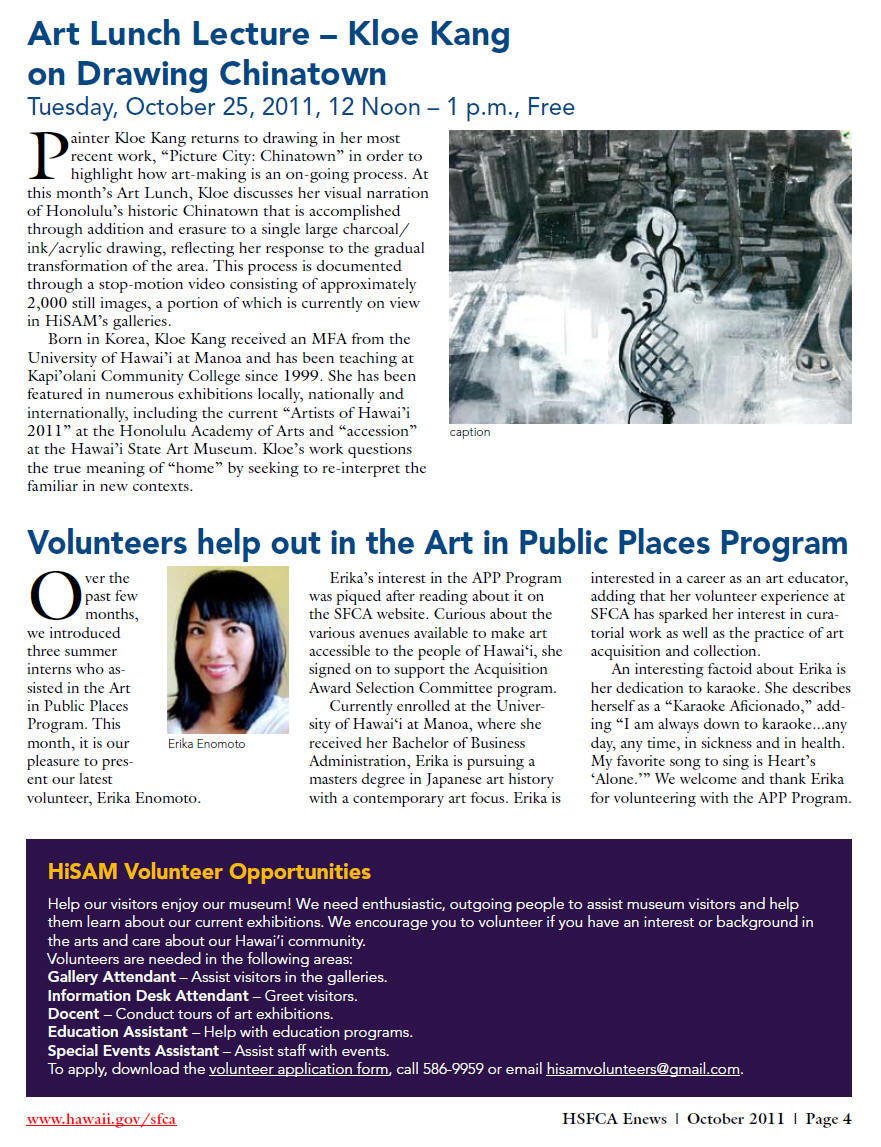 Art Lunch Lecture – Kloe Kang
on Drawing Chinatown
Tuesday, October 25, 2011, 12 Noon – 1 p.m., Free
Painter Kloe Kang returns to drawing in her most
recent work, “Picture City: Chinatown” in order to
highlight how art-making is an on-going process. At
this month’s Art Lunch, Kloe discusses her visual narration
of Honolulu’s historic Chinatown that is accomplished
through addition and erasure to a single large charcoal/
ink/acrylic drawing, reflecting her response to the gradual
transformation of the area. This process is documented
through a stop-motion video consisting of approximately
2,000 still images, a portion of which is currently on view
in HiSAM’s galleries.
Born in Korea, Kloe Kang received an MFA from the
University of Hawai’i at Manoa and has been teaching at
Kapi’olani Community College since 1999. She has been
featured in numerous exhibitions locally, nationally and
internationally, including the current “Artists of Hawai’i
2011” at the Honolulu Academy of Arts and “accession”
at the Hawai’i State Art Museum. Kloe’s work questions
the true meaning of “home” by seeking to re-interpret the
familiar in new contexts.
caption
Volunteers help out in the Art in Public Places Program
Over the
past few
months,
we introduced
three summer
interns who as-
sisted in the Art
in Public Places
Program. This
month, it is our
pleasure to pres-
ent our latest
volunteer, Erika Enomoto.
Erika Enomoto
Erika’s interest in the APP Program
was piqued after reading about it on
the SFCA website. Curious about the
various avenues available to make art
accessible to the people of Hawai‘i, she
signed on to support the Acquisition
Award Selection Committee program.
Currently enrolled at the Univer-
sity of Hawai‘i at Manoa, where she
received her Bachelor of Business
Administration, Erika is pursuing a
masters degree in Japanese art history
with a contemporary art focus. Erika is
interested in a career as an art educator,
adding that her volunteer experience at
SFCA has sparked her interest in cura-
torial work as well as the practice of art
acquisition and collection.
An interesting factoid about Erika is
her dedication to karaoke. She describes
herself as a “Karaoke Aficionado,” add-
ing “I am always down to karaoke...any
day, any time, in sickness and in health.
My favorite song to sing is Heart’s
‘Alone.’” We welcome and thank Erika
for volunteering with the APP Program.
HiSAM Volunteer Opportunities
Help our visitors enjoy our museum! We need enthusiastic, outgoing people to assist museum visitors and help
them learn about our current exhibitions. We encourage you to volunteer if you have an interest or background in
the arts and care about our Hawai’i community.
Volunteers are needed in the following areas:
Gallery Attendant – Assist visitors in the galleries.
Information Desk Attendant – Greet visitors.
Docent – Conduct tours of art exhibitions.
Education Assistant – Help with education programs.
Special Events Assistant – Assist staff with events.
To apply, download the volunteer application form, call 586-9959 or email hisamvolunteers@gmail.com.
www.hawaii.gov/sfca
HSFCA Enews | October 2011 | Page 4